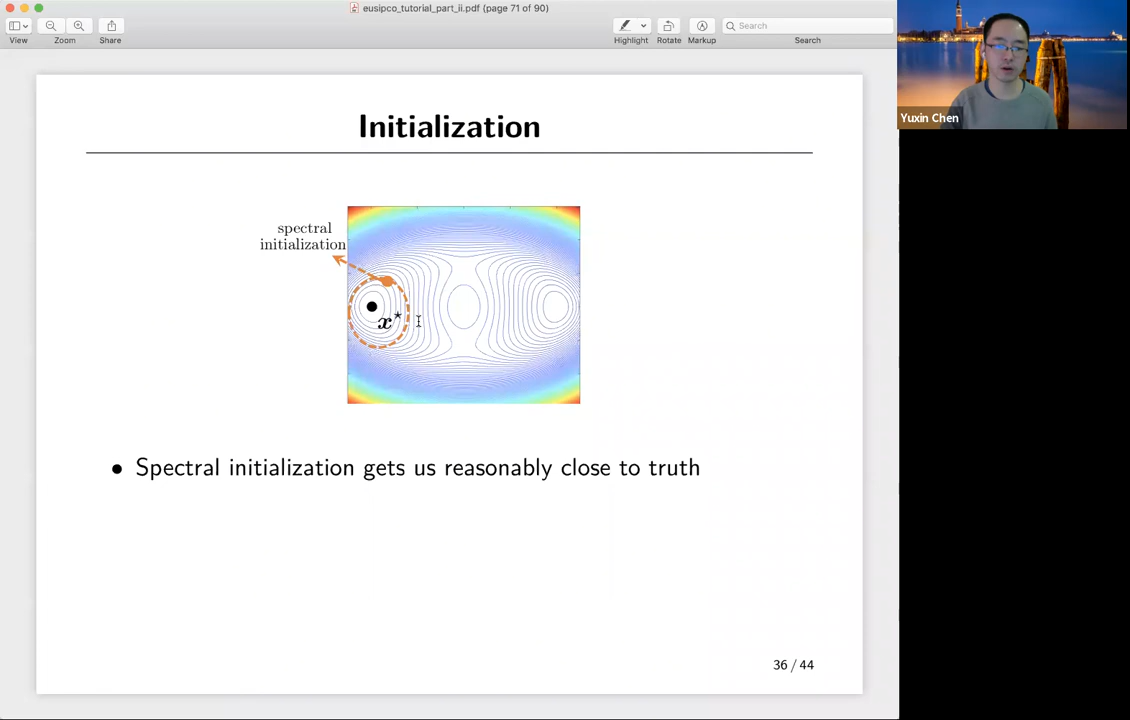 eusipco_tutorial_part_ii.pdf (page 71 of 90)
View
Zoom
Share
Highlight
Rotate
Markup
Search
Search
Yuxin Chen
Initialization
spectral
initialization
x⋆
• Spectral initialization gets us reasonably close to truth
36 / 44